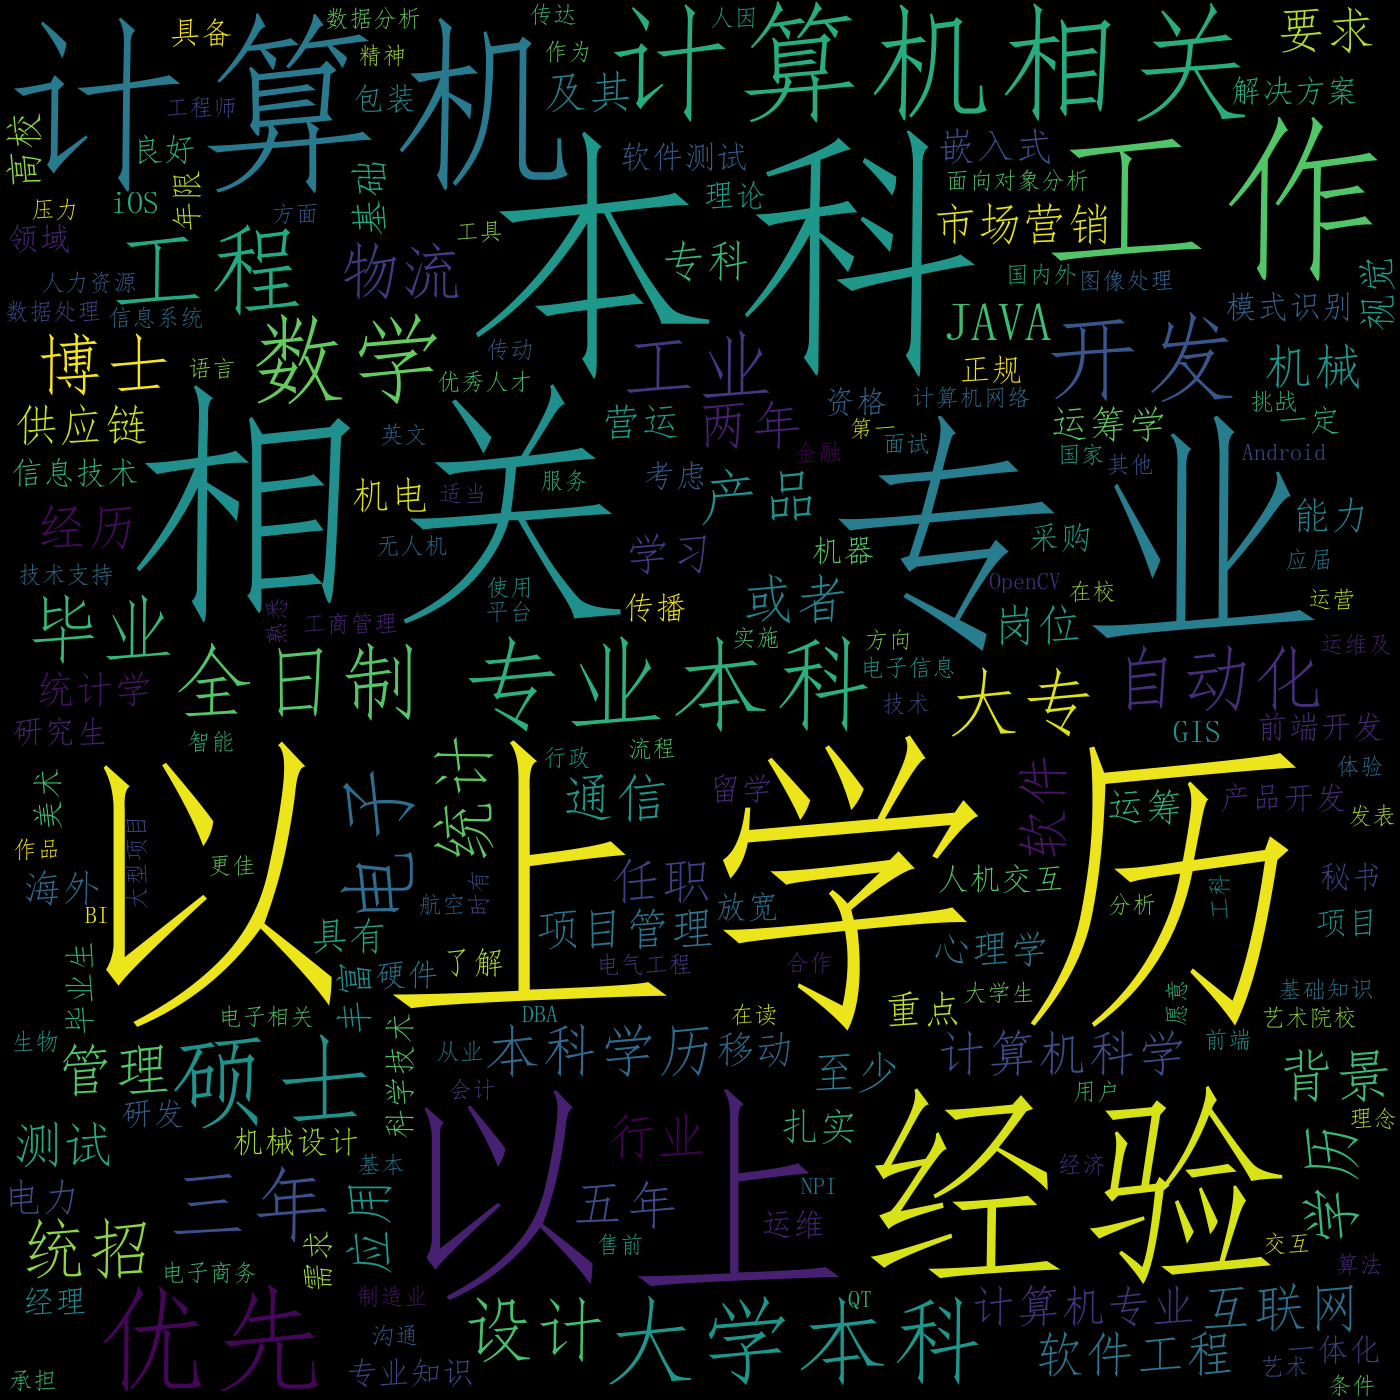 计算机
计算机相关
本科
工作
相关
专业
以上学历
以上
经验
具备
数据分析
传达
人因
作为
精神
要求
工程师
包装
及其
解决方案
高校
良好
年限
基础
软件测试
嵌入式
面向对象分析
理论
iOS
压力
方面
市场营销
领域
工程
物流
工具
专科
国内外
图像处理
视觉
人力资源
数据处理
信息系统
JAVA
开发
模式识别
博士
语言
数学
传动
工业
正规
机械
优秀人才
供应链
营运
两年
资格
计算机网络
挑战
一定
运筹学
英文
第一
面试
国家
其他
Android
金融
信息技术
机电
适当
服务
考虑
产品
能力
经历
无人机
学习
机器
采购
应届
技术支持
使用
平台
OpenCV
在校
运营
传播
或者
岗位
毕业
熟悉
工商管理
实施
方向
运维及
全日制
专业本科
电子信息
自动化
统计学
大专
技术
研究生
智能
行政
流程
GIS
前端开发
体验
美术
电子
统计
通信
留学
软件
运筹
产品开发
发表
作品
大型项目
更佳
海外
航空
时有
任职
人机交互
工科
秘书
BI
放宽
分析
项目管理
项目
具有
心理学
毕业生
丰富
硬件
了解
电气工程
合作
大学生
基础知识
愿意
电子相关
DBA
在读
重点
艺术院校
生物
管理
硕士
科学技术
从业
本科学历
移动
至少
计算机科学
前端
背景
研发
会计
用户
理念
测试
机械设计
行业
扎实
学历
基本
经济
电力
三年
应用
五年
NPI
运维
统招
需求
售前
交互
电子商务
算法
经理
优先
制造业
设计
大学本科
QT
计算机专业
互联网
沟通
软件工程
承担
专业知识
艺术
一体化
条件